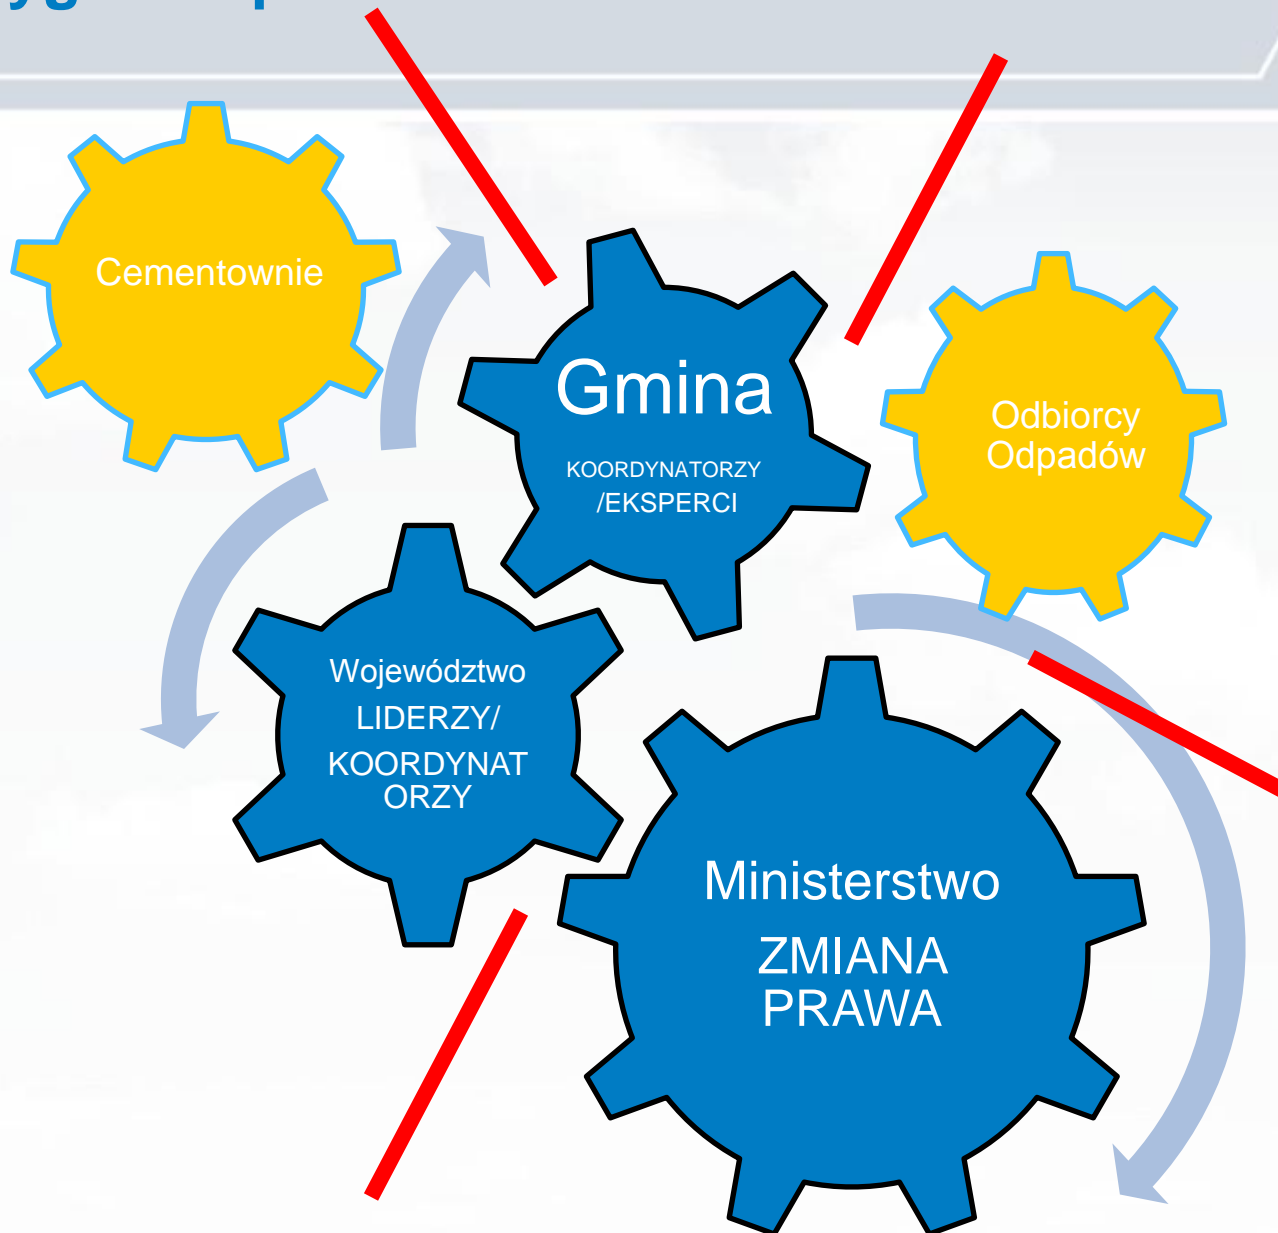 Cementownie
Gmina
KOORDYNATORZY
/EKSPERCI
Odbiorcy
Odpadów
Województwo
LIDERZY/
KOORDYNAT
ORZY
Ministerstwo
ZMIANA
PRAWA